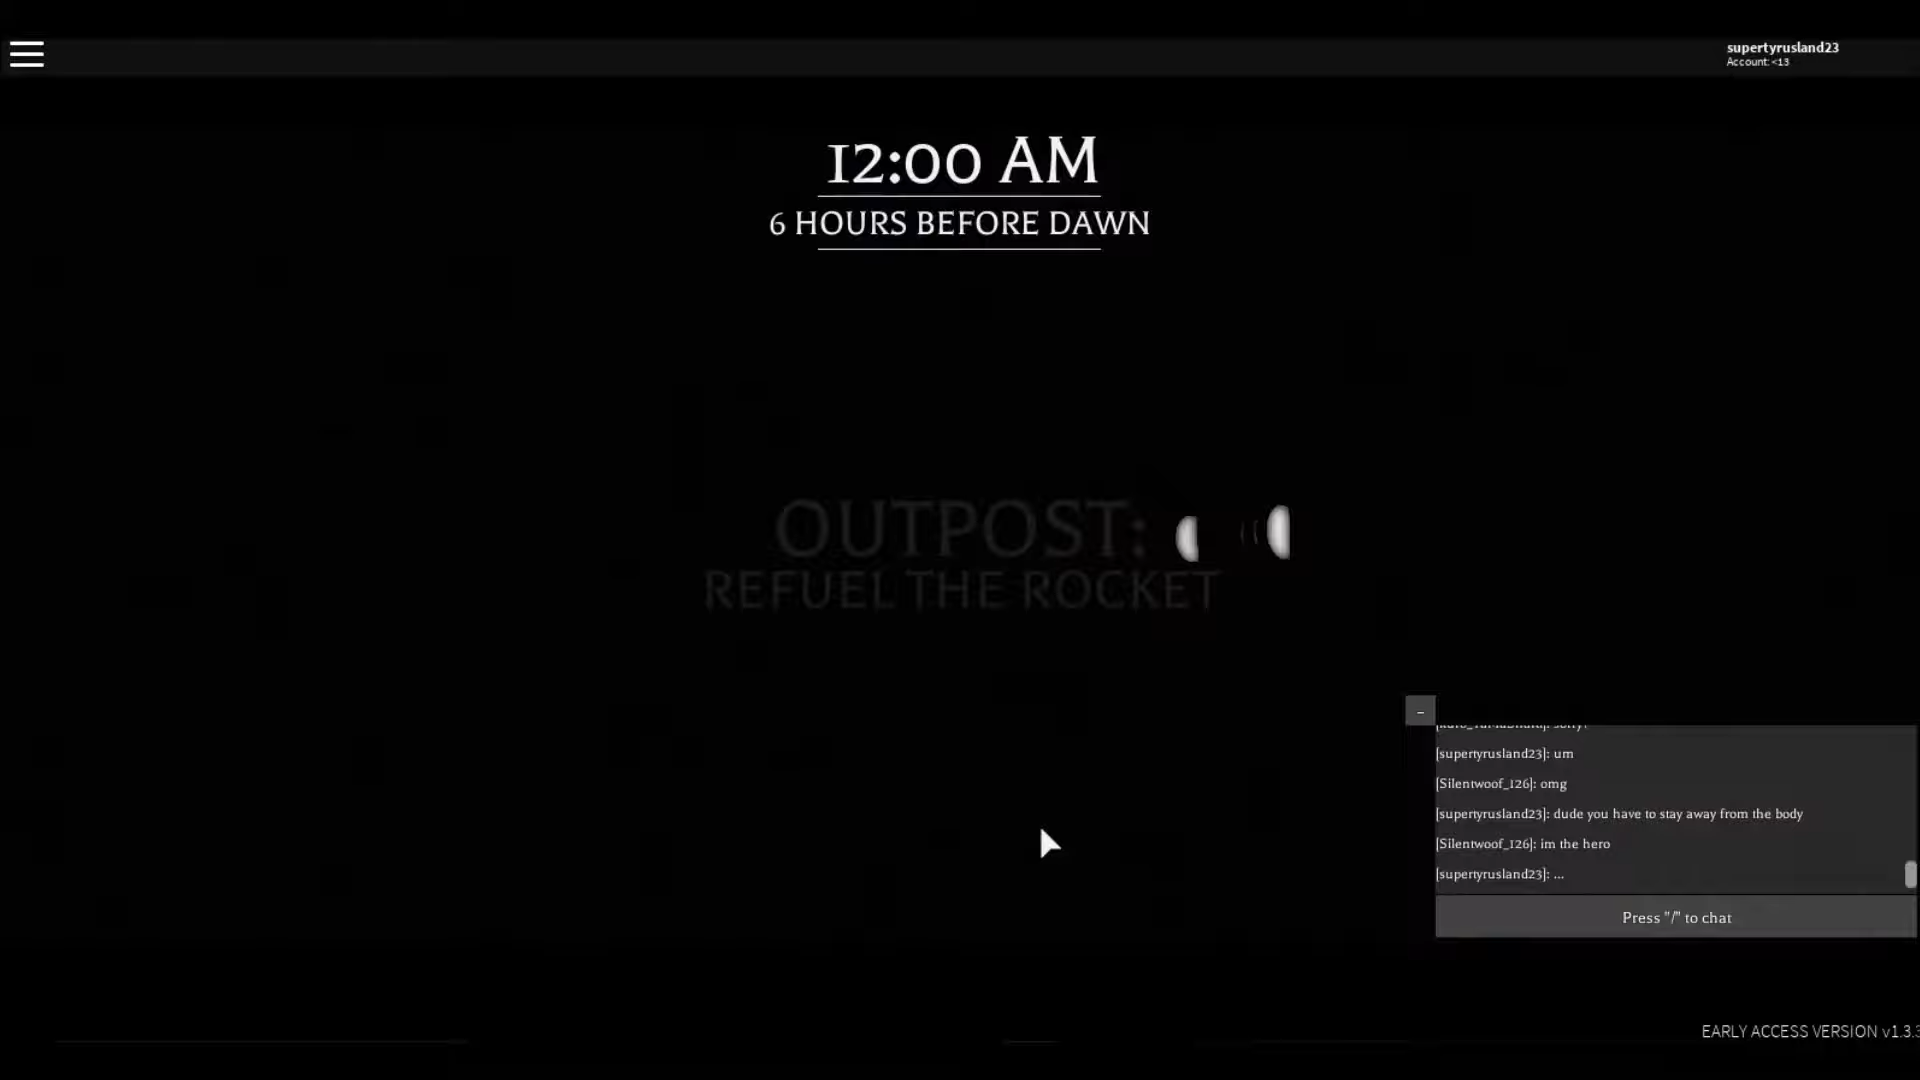 supertyrusland23
Account: <13
12:00 AM
6 HOURS BEFORE DAWN
OUTPOST:
REFUEL THE ROCKET
-
[supertyrusland23]: um
[Silentwoof_126]: omg
[supertyrusland23]: dude you have to stay away from the body
[Silentwoof_126]: im the hero
[supertyrusland23]: ...
Press "/" to chat
EARLY ACCESS VERSION v1.3.3